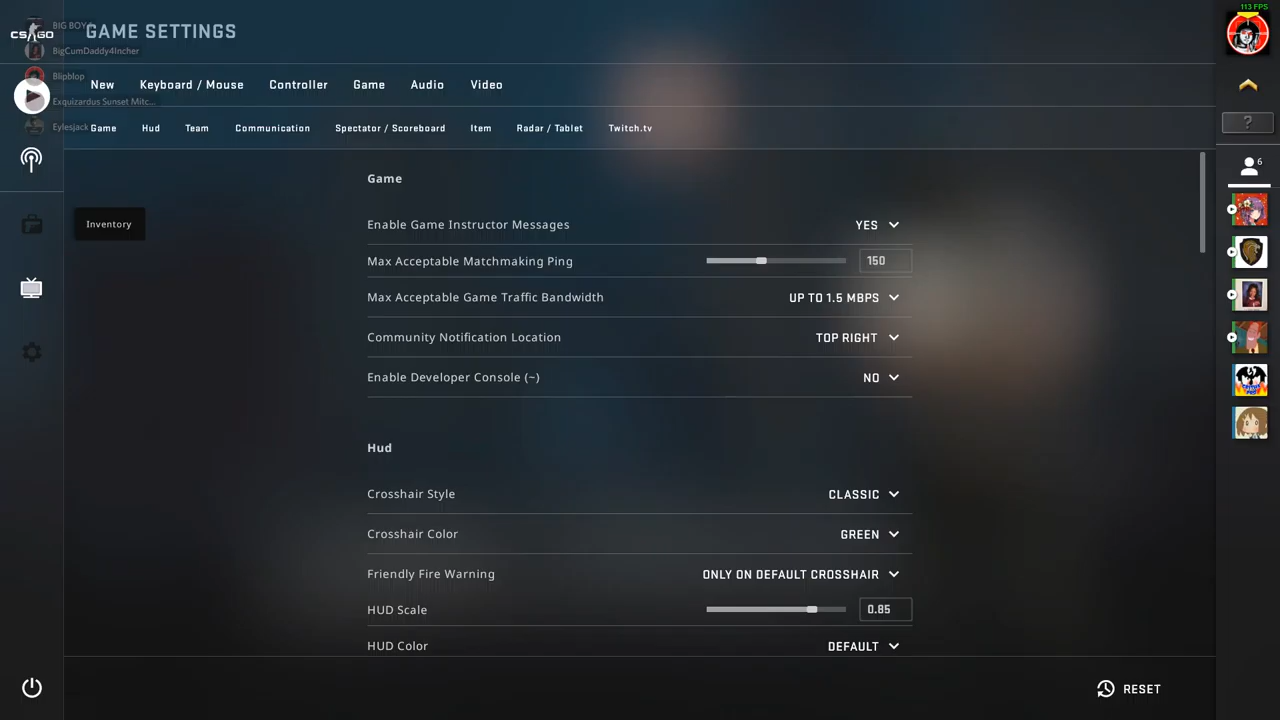 113 FPS
BIG BOY
CS:GO
GAME SETTINGS
BigCumDaddy4Incher
Blipblop
New Keyboard / Mouse Controller Game Audio Video
Exquizardus Sunset Mitc...
Eylesjack
Game Hud Team Communication Spectator / Scoreboard Item Radar / Tablet Twitch.tv
?
6
Game
Inventory
Enable Game Instructor Messages YES
Max Acceptable Matchmaking Ping 150
Max Acceptable Game Traffic Bandwidth UP TO 1.5 MBPS
Community Notification Location TOP RIGHT
Enable Developer Console (~) NO
Hud
Crosshair Style CLASSIC
Crosshair Color GREEN
Friendly Fire Warning ONLY ON DEFAULT CROSSHAIR
HUD Scale 0.85
HUD Color DEFAULT
RESET